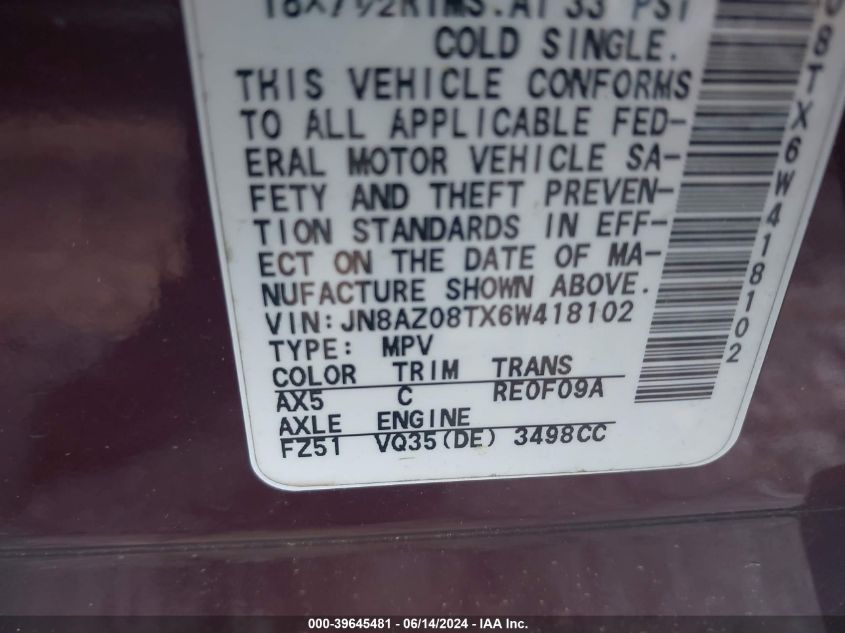 COLD SINGLE.
THIS VEHICLE CONFORMS
TO ALL APPLICABLE FED-
ERAL MOTOR VEHICLE SA-
FETY AND THEFT PREVEN-
TION STANDARDS IN EFF-
ECT ON THE DATE OF MA-
NUFACTURE SHOWN ABOVE.
VIN:JN8AZ08TX6W418102
TYPE: MPV
COLOR TRIM TRANS
AX5 C RE0F09A
AXLE ENGINE
FZ51 VQ35(DE) 3498CC
08TX6W418102
000-39645481 - 06/14/2024 - IAA Inc.